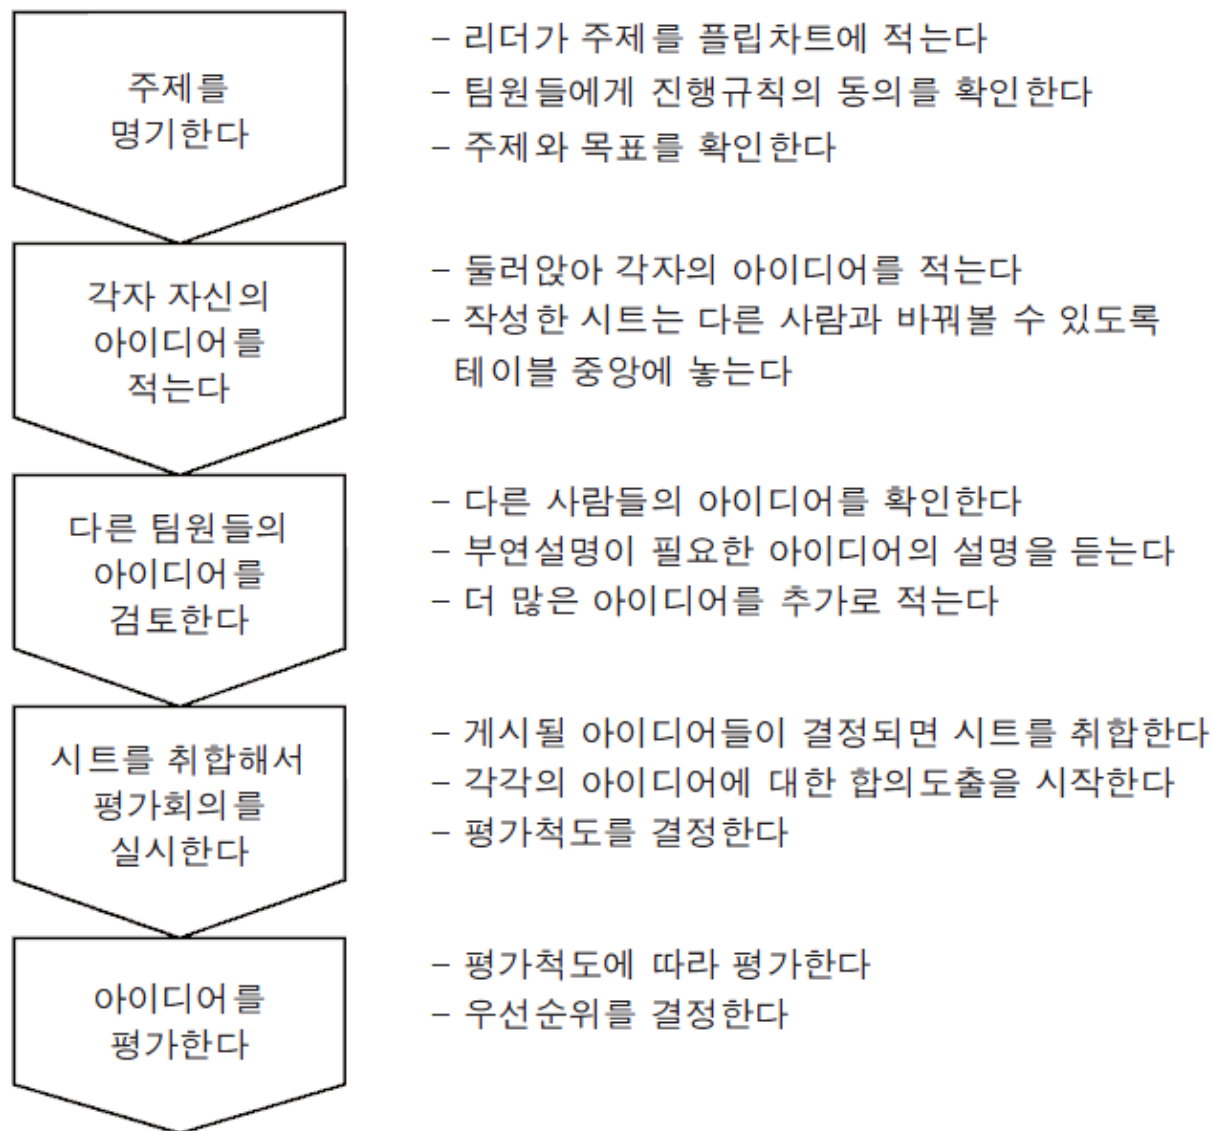 주제를
명기한다
– 리더가 주제를 플립차트에 적는다
– 팀원들에게 진행규칙의 동의를 확인한다
– 주제와 목표를 확인한다
각자 자신의
아이디어를
적는다
– 둘러앉아 각자의 아이디어를 적는다
– 작성한 시트는 다른 사람과 바꿔볼 수 있도록
테이블 중앙에 놓는다
다른 팀원들의
아이디어를
검토한다
– 다른 사람들의 아이디어를 확인한다
– 부연설명이 필요한 아이디어의 설명을 듣는다
– 더 많은 아이디어를 추가로 적는다
시트를 취합해서
평가회의를
실시한다
– 게시될 아이디어들이 결정되면 시트를 취합한다
– 각각의 아이디어에 대한 합의도출을 시작한다
– 평가척도를 결정한다
아이디어를
평가한다
– 평가척도에 따라 평가한다
– 우선순위를 결정한다